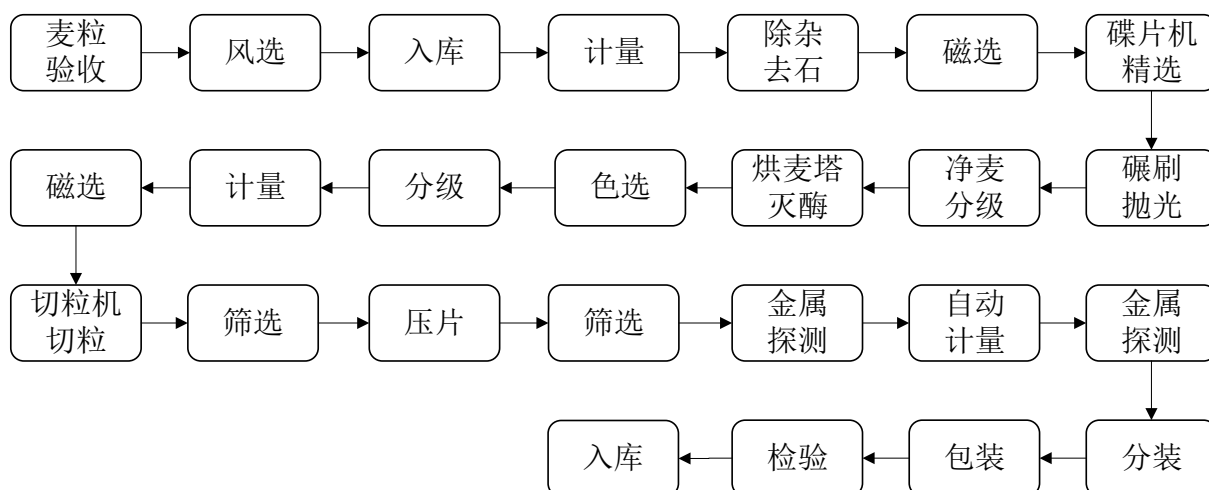 麦粒
验收
风选
入库
计量
除杂
去石
磁选
碟片机
精选
碾刷
抛光
净麦
分级
烘麦塔
灭酶
色选
分级
计量
磁选
切粒机
切粒
筛选
压片
筛选
金属
探测
自动
计量
金属
探测
分装
包装
检验
入库